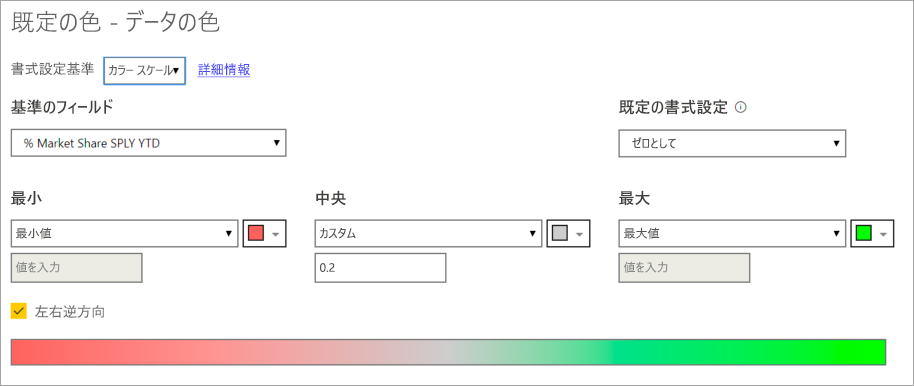 既定の色 - データの色
書式設定基準 カラー スケール 詳細情報
基準のフィールド 既定の書式設定
% Market Share SPLY YTD ゼロとして
最小 中央 最大
最小値 カスタム 最大値
値を入力 0.2 値を入力
左右逆方向